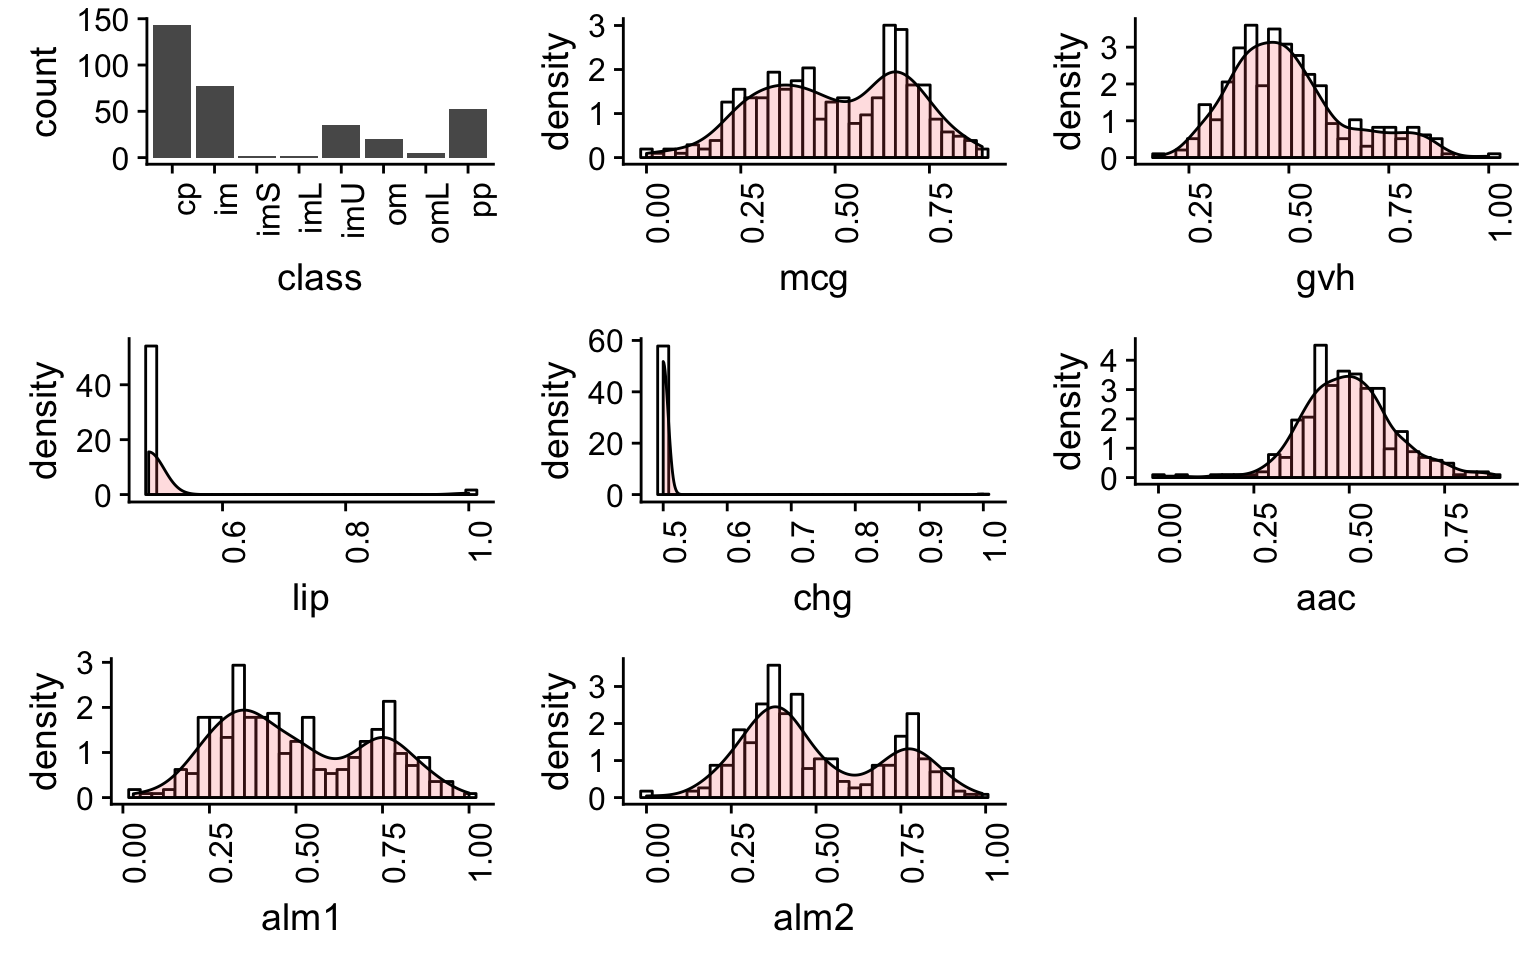 count
150
100
50
0
cp
im
imS
imL
imU
om
omL
pp
class
density
3
2
1
0
0.00
0.25
0.50
0.75
mcg
density
3
2
1
0
0.25
0.50
0.75
1.00
gvh
density
40
20
0
0.6
0.8
1.0
lip
density
60
40
20
0
0.5
0.6
0.7
0.8
0.9
1.0
chg
density
4
3
2
1
0
0.00
0.25
0.50
0.75
aac
density
3
2
1
0
0.00
0.25
0.50
0.75
1.00
alm1
density
3
2
1
0
0.00
0.25
0.50
0.75
1.00
alm2